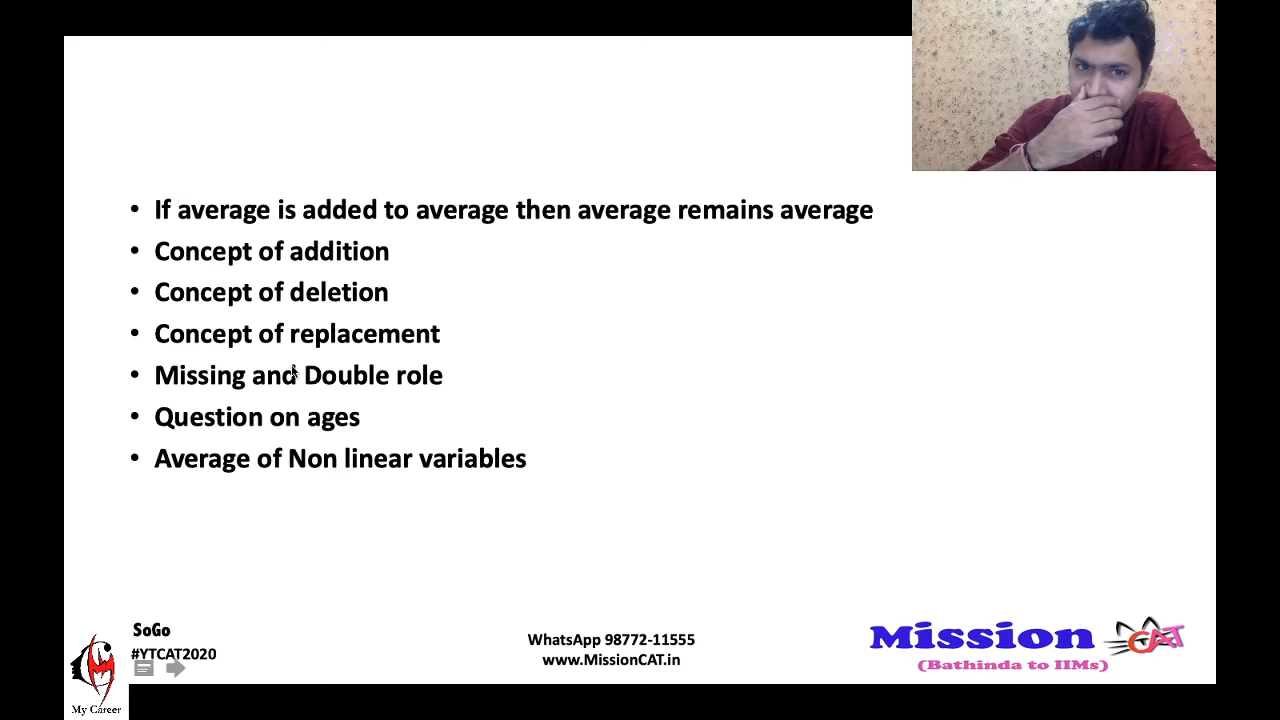 • If average is added to average then average remains average
• Concept of addition
• Concept of deletion
• Concept of replacement
• Missing and Double role
• Question on ages
• Average of Non linear variables
SoGo
#YTCAT2020
My Career
WhatsApp 98772-11555
www.MissionCAT.in
Mission CAT
(Bathinda to IIMs)